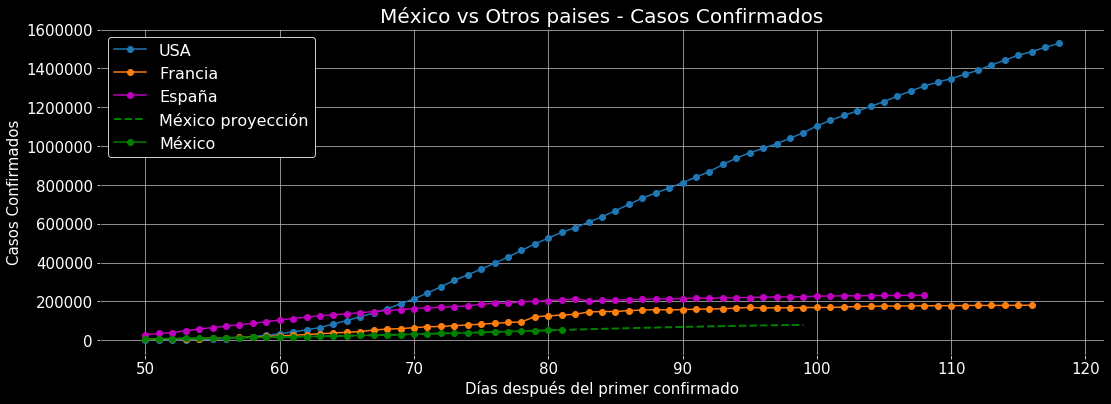 México vs Otros paises - Casos Confirmados
1600000
1400000
1200000
1000000
800000
600000
400000
200000
0
Casos Confirmados
USA
Francia
España
México proyección
México
50 60 70 80 90 100 110 120
Días después del primer confirmado